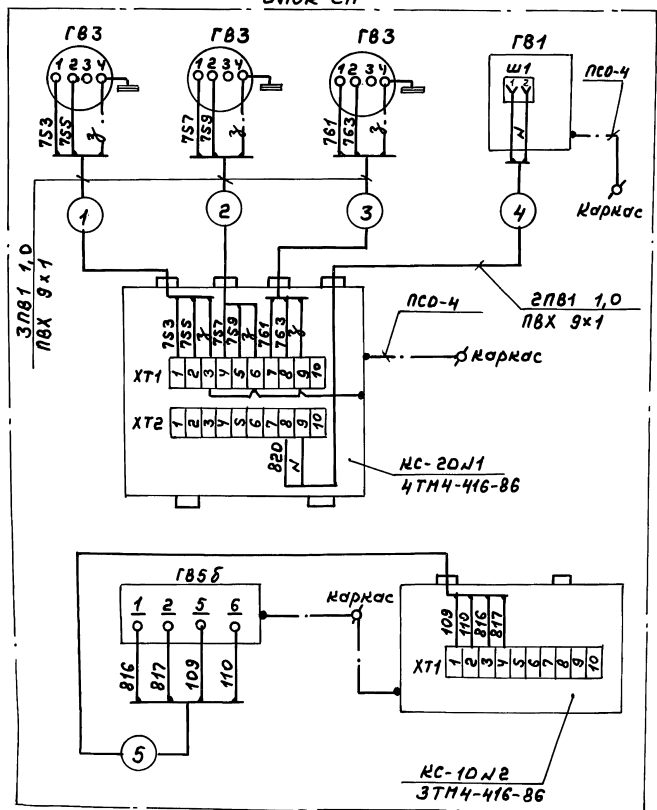 ГВ3 ГВ3 ГВ3 ГВ1
1 2 3 4 1 2 3 4 1 2 3 4 Ш1
1 2
ПСО-4
753 755 З 757 759 З 761 763 З N
1 2 3 4 Каркас
3ПВ1 1,0
ПВХ 9×1
2ПВ1 1,0
ПВХ 9×1
ПСО-4
753 755 З 757 759 З 761 763 З
Каркас
ХТ1 1 2 3 4 5 6 7 8 9 10
ХТ2 1 2 3 4 5 6 7 8 9 10
820 N
КС-20 N1
4ТМ4-416-86
ГВ5б
1 2 5 6
Каркас
816 817 109 110
109 110 816 817
ХТ1 1 2 3 4 5 6 7 8 9 10
5
КС-10 N2
3ТМ4-416-86